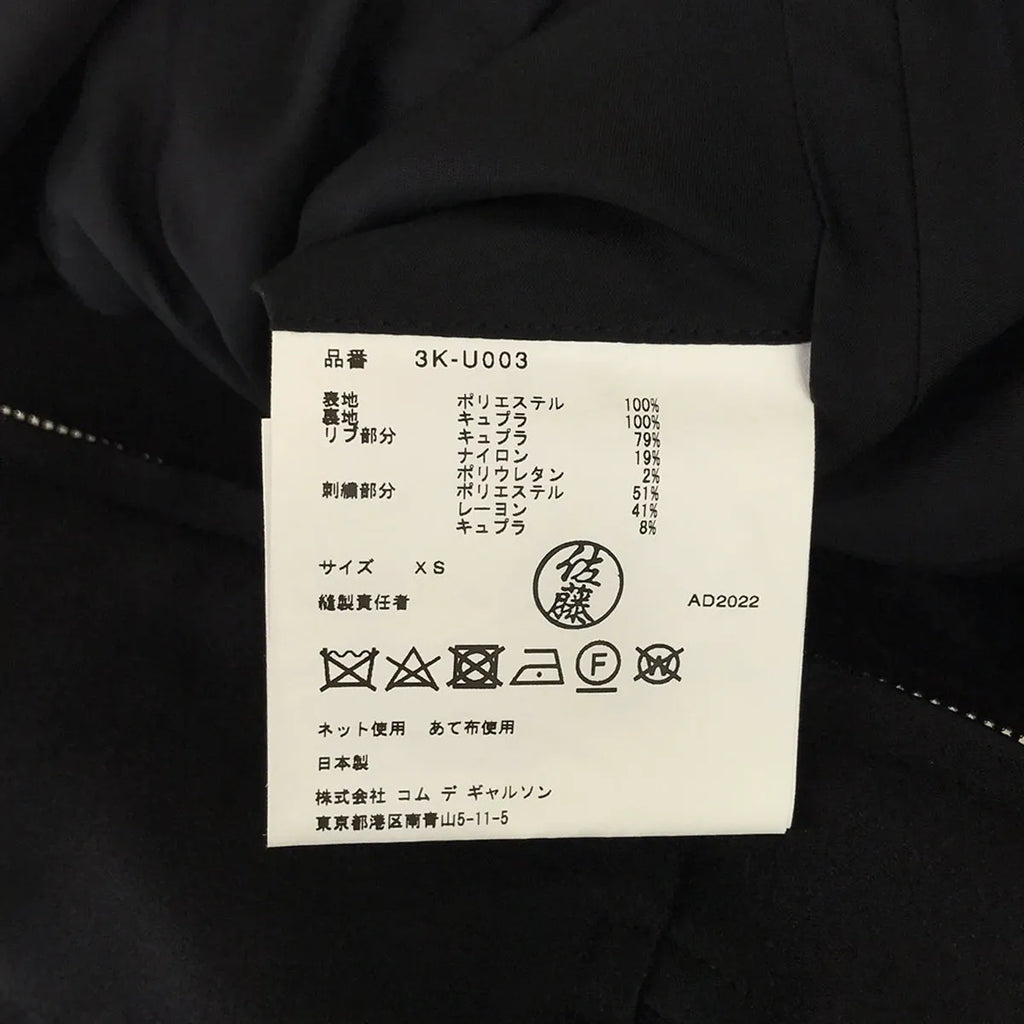 品番 3K-U003
表地 ポリエステル 100%
裏地 キュプラ 100%
リブ部分 キュプラ 79%
ナイロン 19%
ポリウレタン 2%
刺繍部分 ポリエステル 51%
レーヨン 41%
キュプラ 8%
サイズ XS
縫製責任者 佐藤 AD2022
F W
ネット使用 あて布使用
日本製
株式会社 コム デ ギャルソン
東京都港区南青山5-11-5